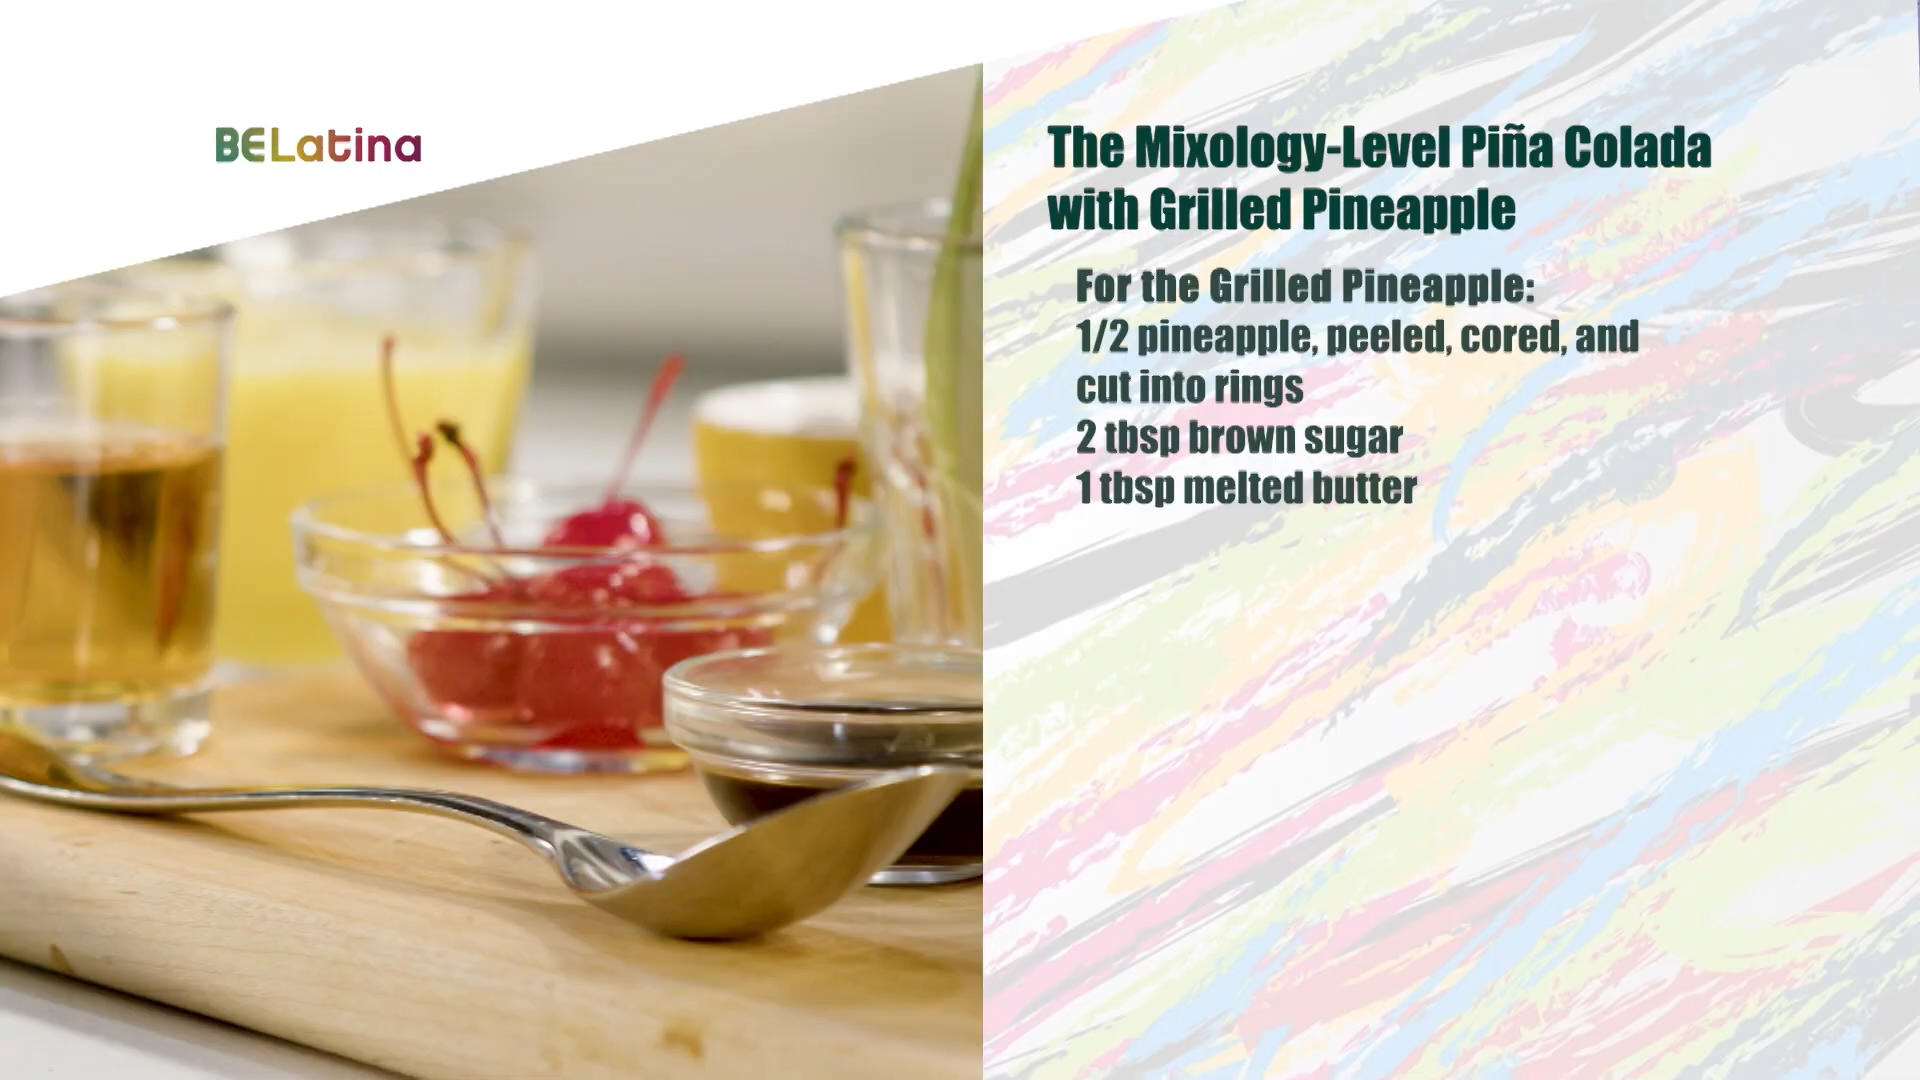 BELatina
The Mixology-Level Piña Colada
with Grilled Pineapple
For the Grilled Pineapple:
1/2 pineapple, peeled, cored, and
cut into rings
2 tbsp brown sugar
1 tbsp melted butter